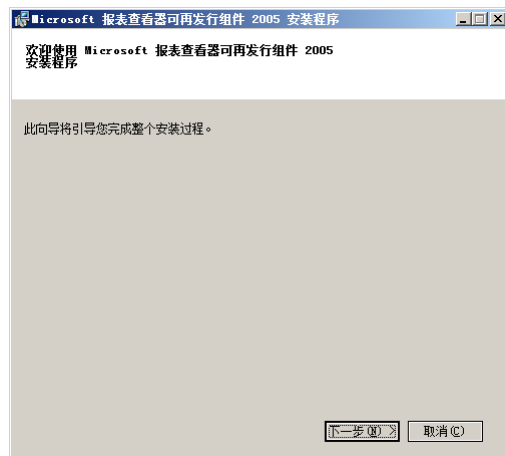 Microsoft 报表查看器可再发行组件 2005 安装程序
欢迎使用 Microsoft 报表查看器可再发行组件 2005
安装程序
此向导将引导您完成整个安装过程。
下一步(N) > 取消(C)